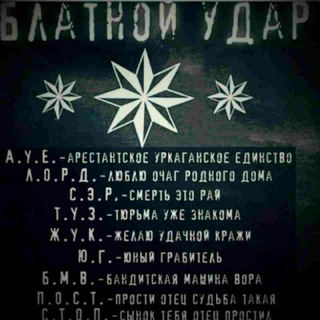 БЛАТНОЙ УДАР
А.У.Е.-АРЕСТАНТСКОЕ УРКАГАНСКОЕ ЕДИНСТВО
Л.О.Р.Д.-ЛЮБЛЮ ОЧАГ РОДНОГО ДОМА
С.Э.Р.-СМЕРТЬ ЭТО РАЙ
Т.У.З.-ТЮРЬМА УЖЕ ЗНАКОМА
Ж.У.К.-ЖЕЛАЮ УДАЧНОЙ КРАЖИ
Ю.Г.-ЮНЫЙ ГРАБИТЕЛЬ
Б.М.В.-БАНДИТСКАЯ МАШИНА ВОРА
П.О.С.Т.-ПРОСТИ ОТЕЦ СУДЬБА ТАКАЯ
С.Т.О.П.-СЫНОК ТЕБЯ ОТЕЦ ПРОСТИЛ